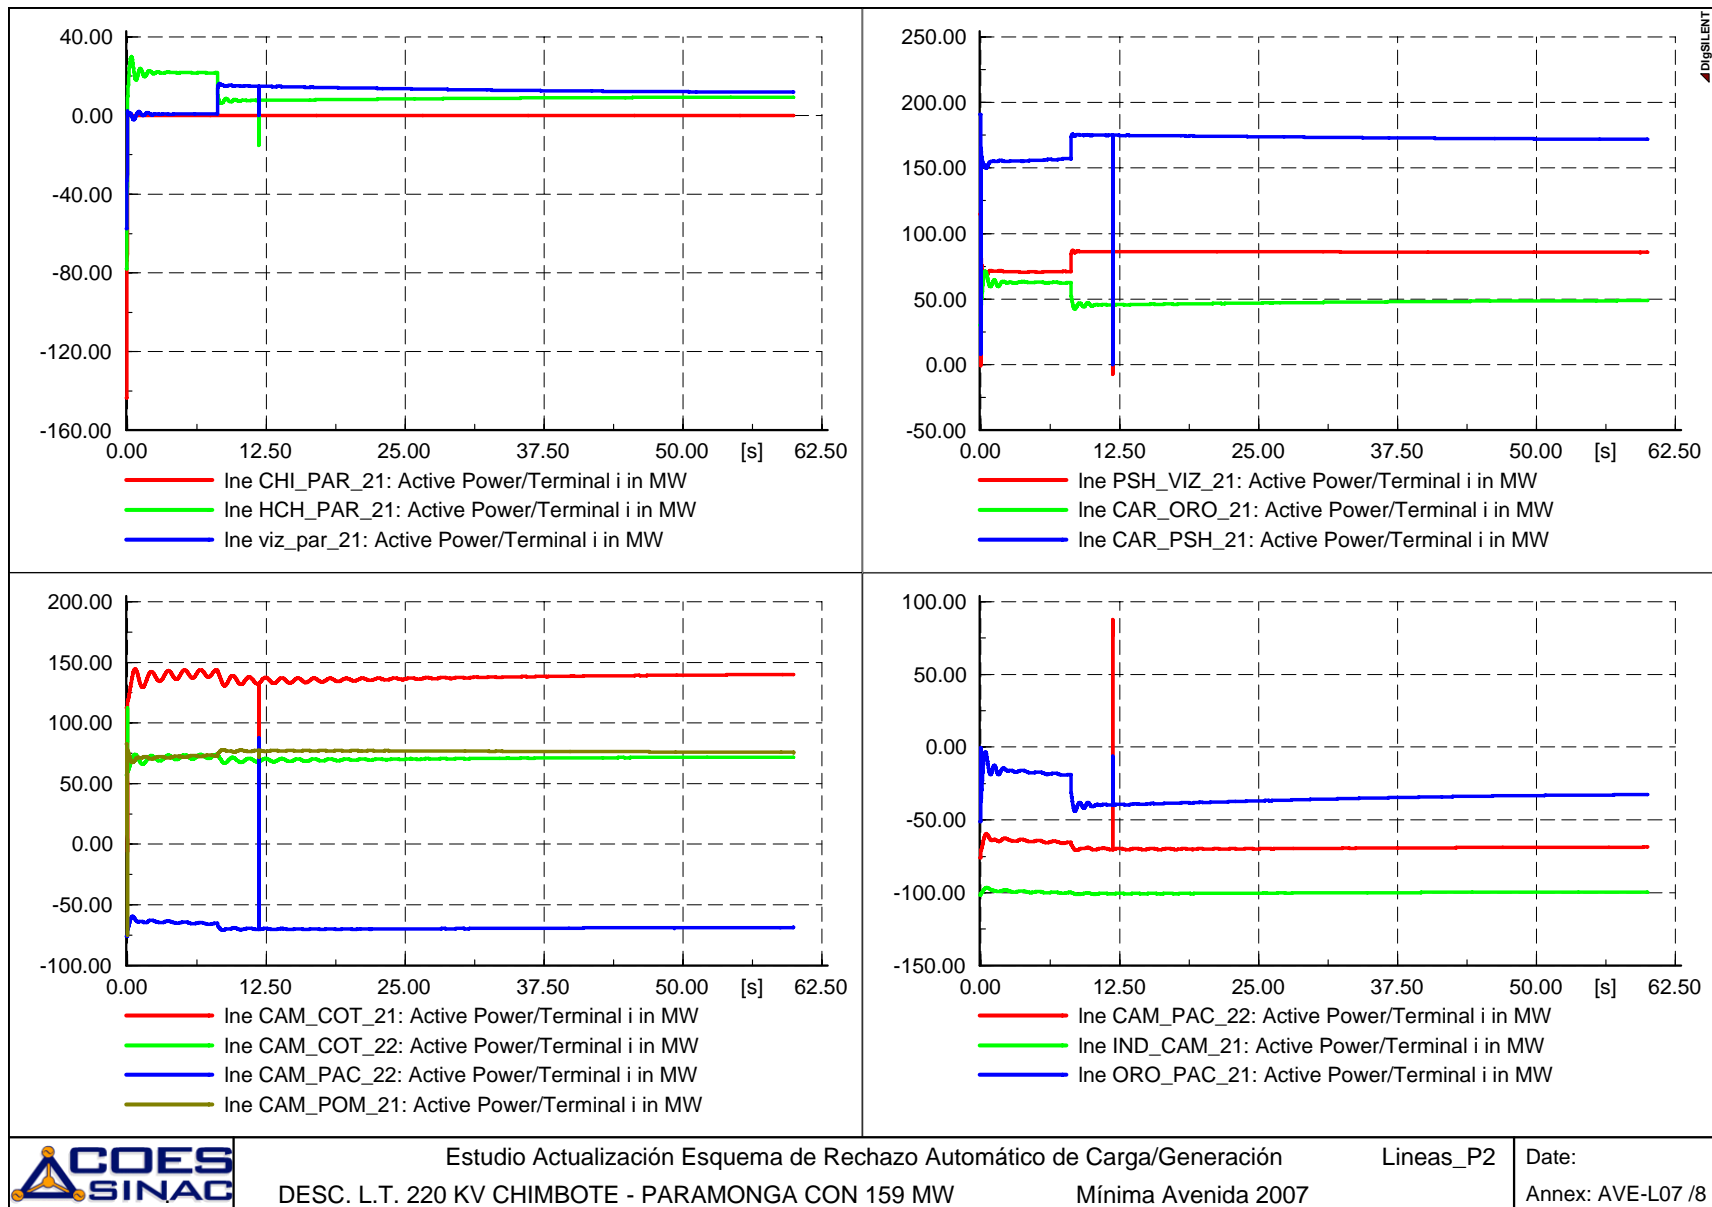 40.00
0.00
-40.00
-80.00
-120.00
-160.00
0.00 12.50 25.00 37.50 50.00 [s] 62.50
lne CHI_PAR_21: Active Power/Terminal i in MW
lne HCH_PAR_21: Active Power/Terminal i in MW
lne viz_par_21: Active Power/Terminal i in MW
250.00
200.00
150.00
100.00
50.00
0.00
-50.00
0.00 12.50 25.00 37.50 50.00 [s] 62.50
lne PSH_VIZ_21: Active Power/Terminal i in MW
lne CAR_ORO_21: Active Power/Terminal i in MW
lne CAR_PSH_21: Active Power/Terminal i in MW
DIgSILENT
200.00
150.00
100.00
50.00
0.00
-50.00
-100.00
0.00 12.50 25.00 37.50 50.00 [s] 62.50
lne CAM_COT_21: Active Power/Terminal i in MW
lne CAM_COT_22: Active Power/Terminal i in MW
lne CAM_PAC_22: Active Power/Terminal i in MW
lne CAM_POM_21: Active Power/Terminal i in MW
100.00
50.00
0.00
-50.00
-100.00
-150.00
0.00 12.50 25.00 37.50 50.00 [s] 62.50
lne CAM_PAC_22: Active Power/Terminal i in MW
lne IND_CAM_21: Active Power/Terminal i in MW
lne ORO_PAC_21: Active Power/Terminal i in MW
COES
SINAC
Estudio Actualización Esquema de Rechazo Automático de Carga/Generación Lineas_P2
DESC. L.T. 220 KV CHIMBOTE - PARAMONGA CON 159 MW Mínima Avenida 2007
Date:
Annex: AVE-L07 /8